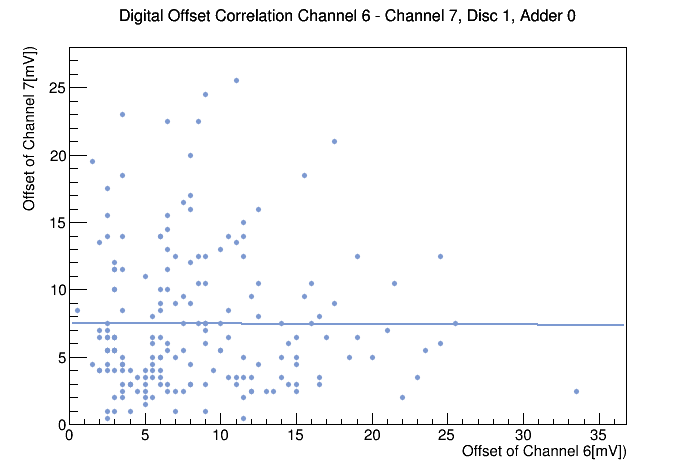 Digital Offset Correlation Channel 6 - Channel 7, Disc 1, Adder 0
Offset of Channel 7[mV])
25
20
15
10
5
0
0 5 10 15 20 25 30 35
Offset of Channel 6[mV])